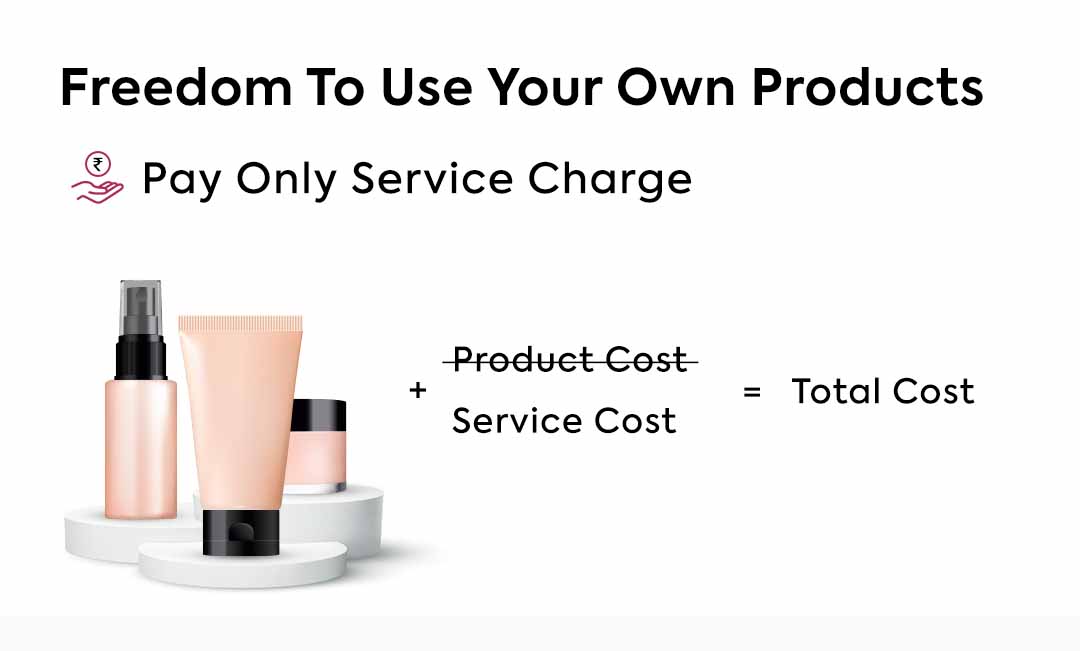 Freedom To Use Your Own Products
₹
Pay Only Service Charge
Product Cost
+
Service Cost
= Total Cost